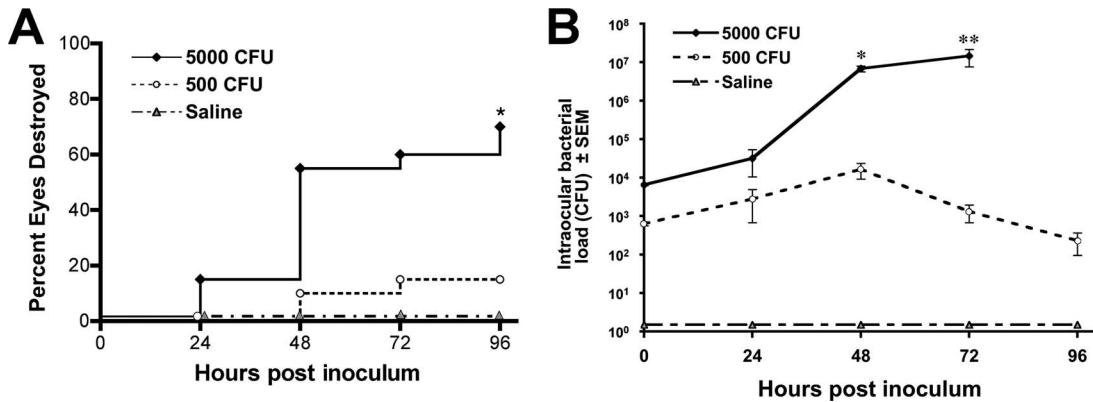 A
Percent Eyes Destroyed
100
80
60
40
20
0
5000 CFU
500 CFU
Saline
*
0 24 48 72 96
Hours post inoculum
B
Intraocular bacterial
load (CFU) ± SEM
10⁸
10⁷
10⁶
10⁵
10⁴
10³
10²
10¹
10⁰
5000 CFU
500 CFU
Saline
*
**
0 24 48 72 96
Hours post inoculum